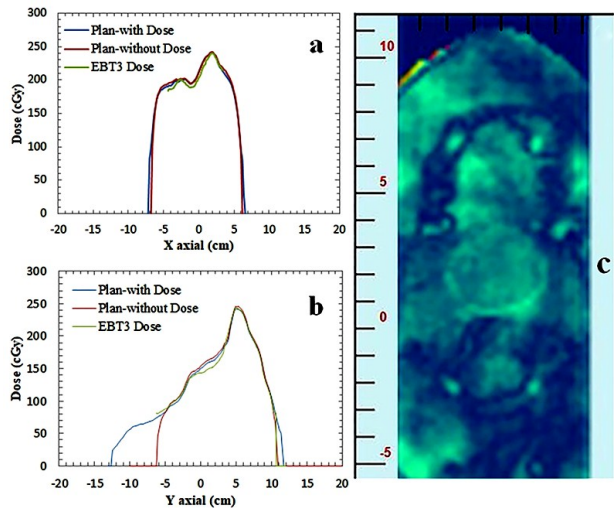 300
250
200
150
100
50
0
Dose (cGy)
Plan-with Dose
Plan-without Dose
EBT3 Dose
a
-20 -15 -10 -5 0 5 10 15 20
X axial (cm)
300
250
200
150
100
50
0
Dose (cGy)
Plan-with Dose
Plan-without Dose
EBT3 Dose
b
-20 -15 -10 -5 0 5 10 15 20
Y axial (cm)
10
5
0
-5
c